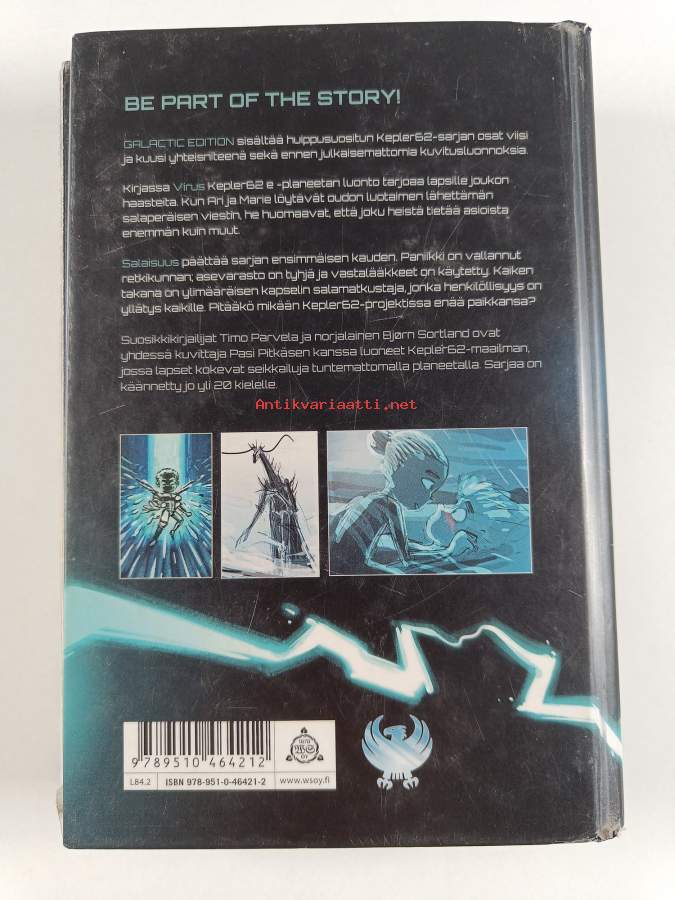 BE PART OF THE STORY!
GALACTIC EDITION sisältää huippusuositun Kepler62-sarjan osat viisi
ja kuusi yhteisniteenä sekä ennen julkaisemattomia kuvitusluonnoksia.
Kirjassa Virus Kepler62 e -planeetan luonto tarjoaa lapsille joukon
haasteita. Kun Ari ja Marie löytävät oudon luotaimen lähettämän
salaperäisen viestin, he huomaavat, että joku heistä tietää asioista
enemmän kuin muut.
Salaisuus päättää sarjan ensimmäisen kauden. Paniikki on vallannut
retkikunnan; asevarasto on tyhjä ja vastalääkkeet on käytetty. Kaiken
takana on ylimääräisen kapselin salamatkustaja, jonka henkilöllisyys on
yllätys kaikille. Pitääkö mikään Kepler62-projektissa enää paikkansa?
Suosikkikirjailijat Timo Parvela ja norjalainen Bjørn Sortland ovat
yhdessä kuvittaja Pasi Pitkäsen kanssa luoneet Kepler62-maailman,
jossa lapset kokevat seikkailuja tuntemattomalla planeetalla. Sarjaa on
käännetty jo yli 20 kielelle.
Antikvariaatti.net
9 789510 464212
L84.2
ISBN 978-951-0-46421-2
www.wsoy.fi